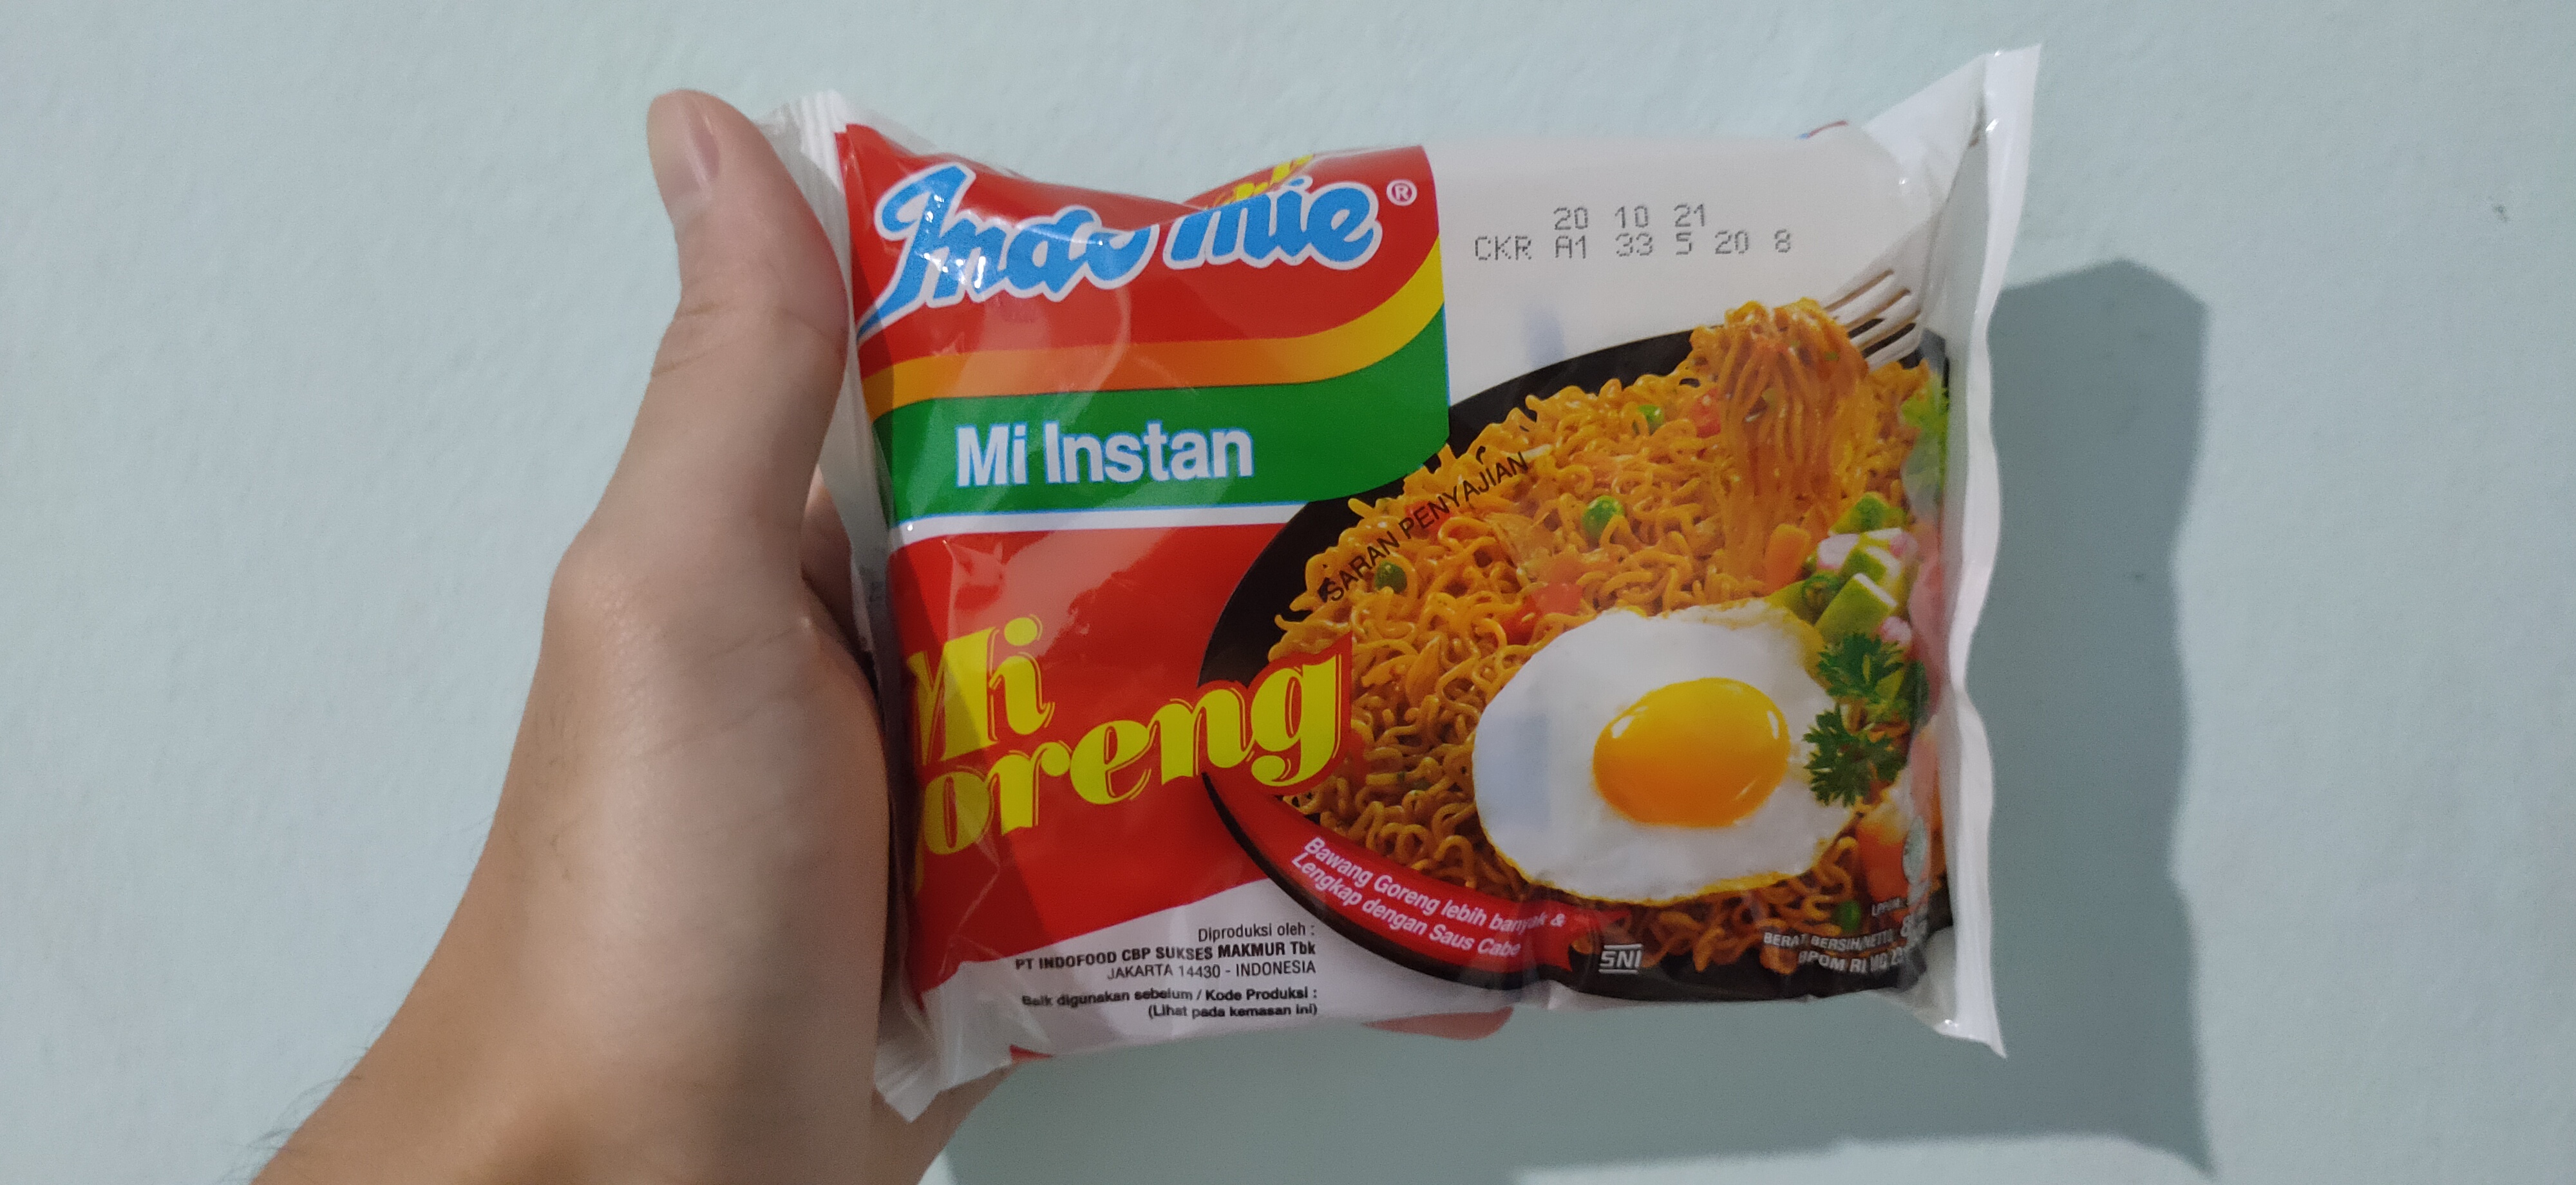 Indomie®
20 10 21
CKR A1 33 5 20 8
Mi Instan
SARAN PENYAJIAN
Mi
goreng
Bawang Goreng lebih banyak &
Lengkap dengan Saus Cabe
Diproduksi oleh :
PT INDOFOOD CBP SUKSES MAKMUR Tbk
JAKARTA 14430 - INDONESIA
Baik digunakan sebelum / Kode Produksi :
(Lihat pada kemasan ini)
SNI
BERAT BERSIH/NETTO
BPOM RI MD